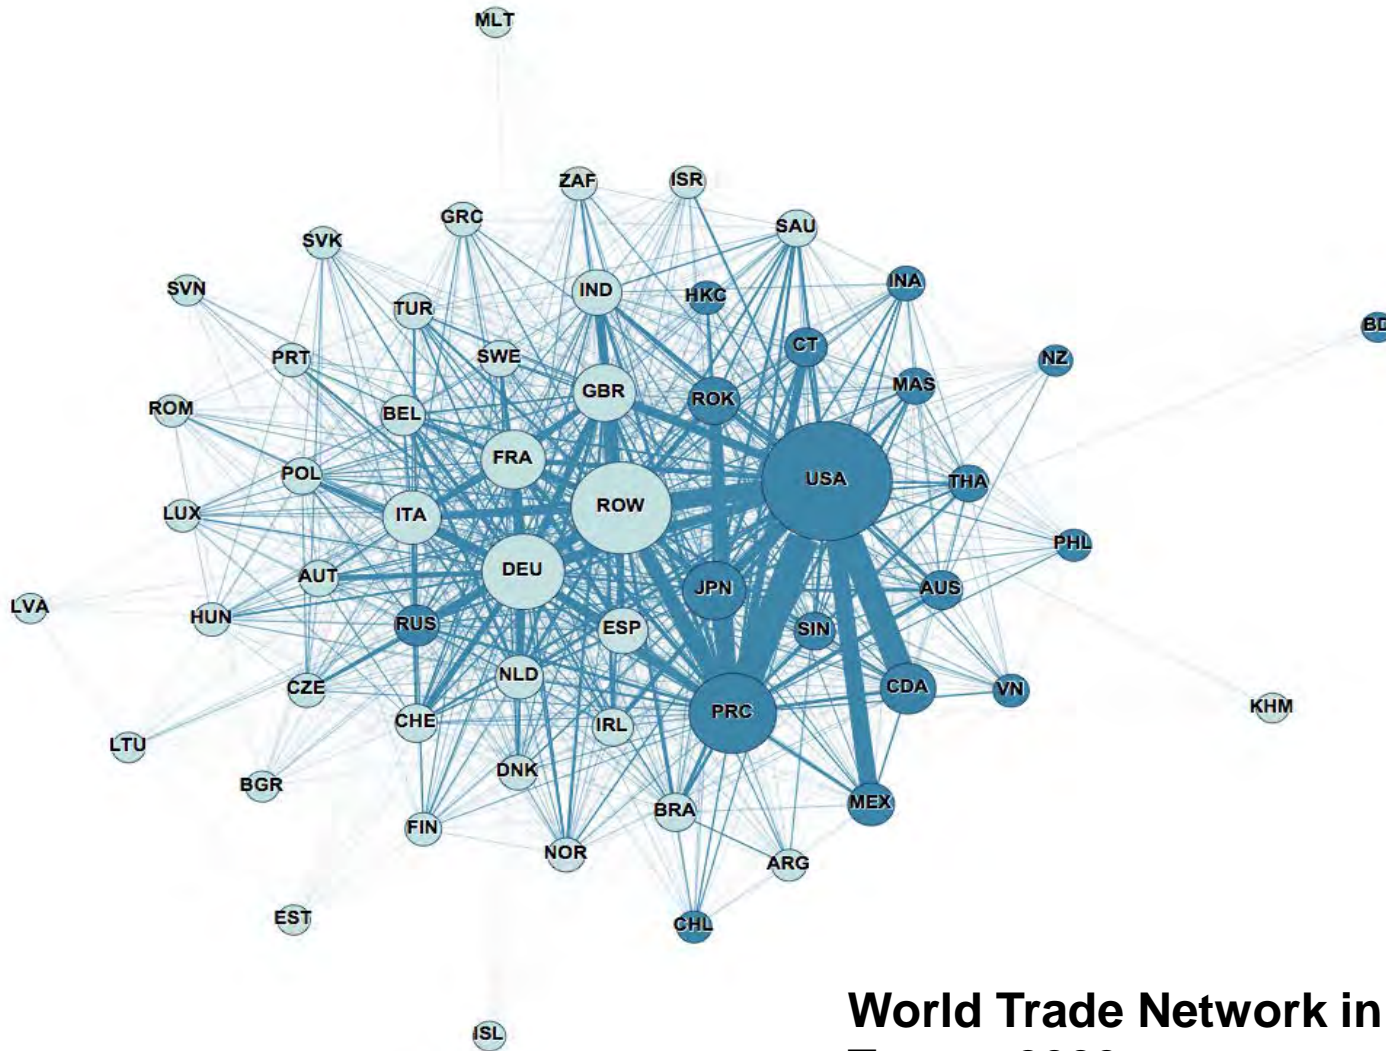 MLT
ZAF
ISR
GRC
SAU
SVK
SVN
IND
HKC
INA
TUR
BD
CT
PRT
SWE
NZ
GBR
MAS
ROM
BEL
ROK
FRA
POL
USA
THA
LUX
ITA
ROW
PHL
DEU
AUT
JPN
AUS
LVA
HUN
RUS
ESP
SIN
NLD
CZE
CDA
VN
KHM
CHE
IRL
PRC
LTU
DNK
BGR
MEX
BRA
FIN
NOR
ARG
EST
CHL
World Trade Network in
ISL